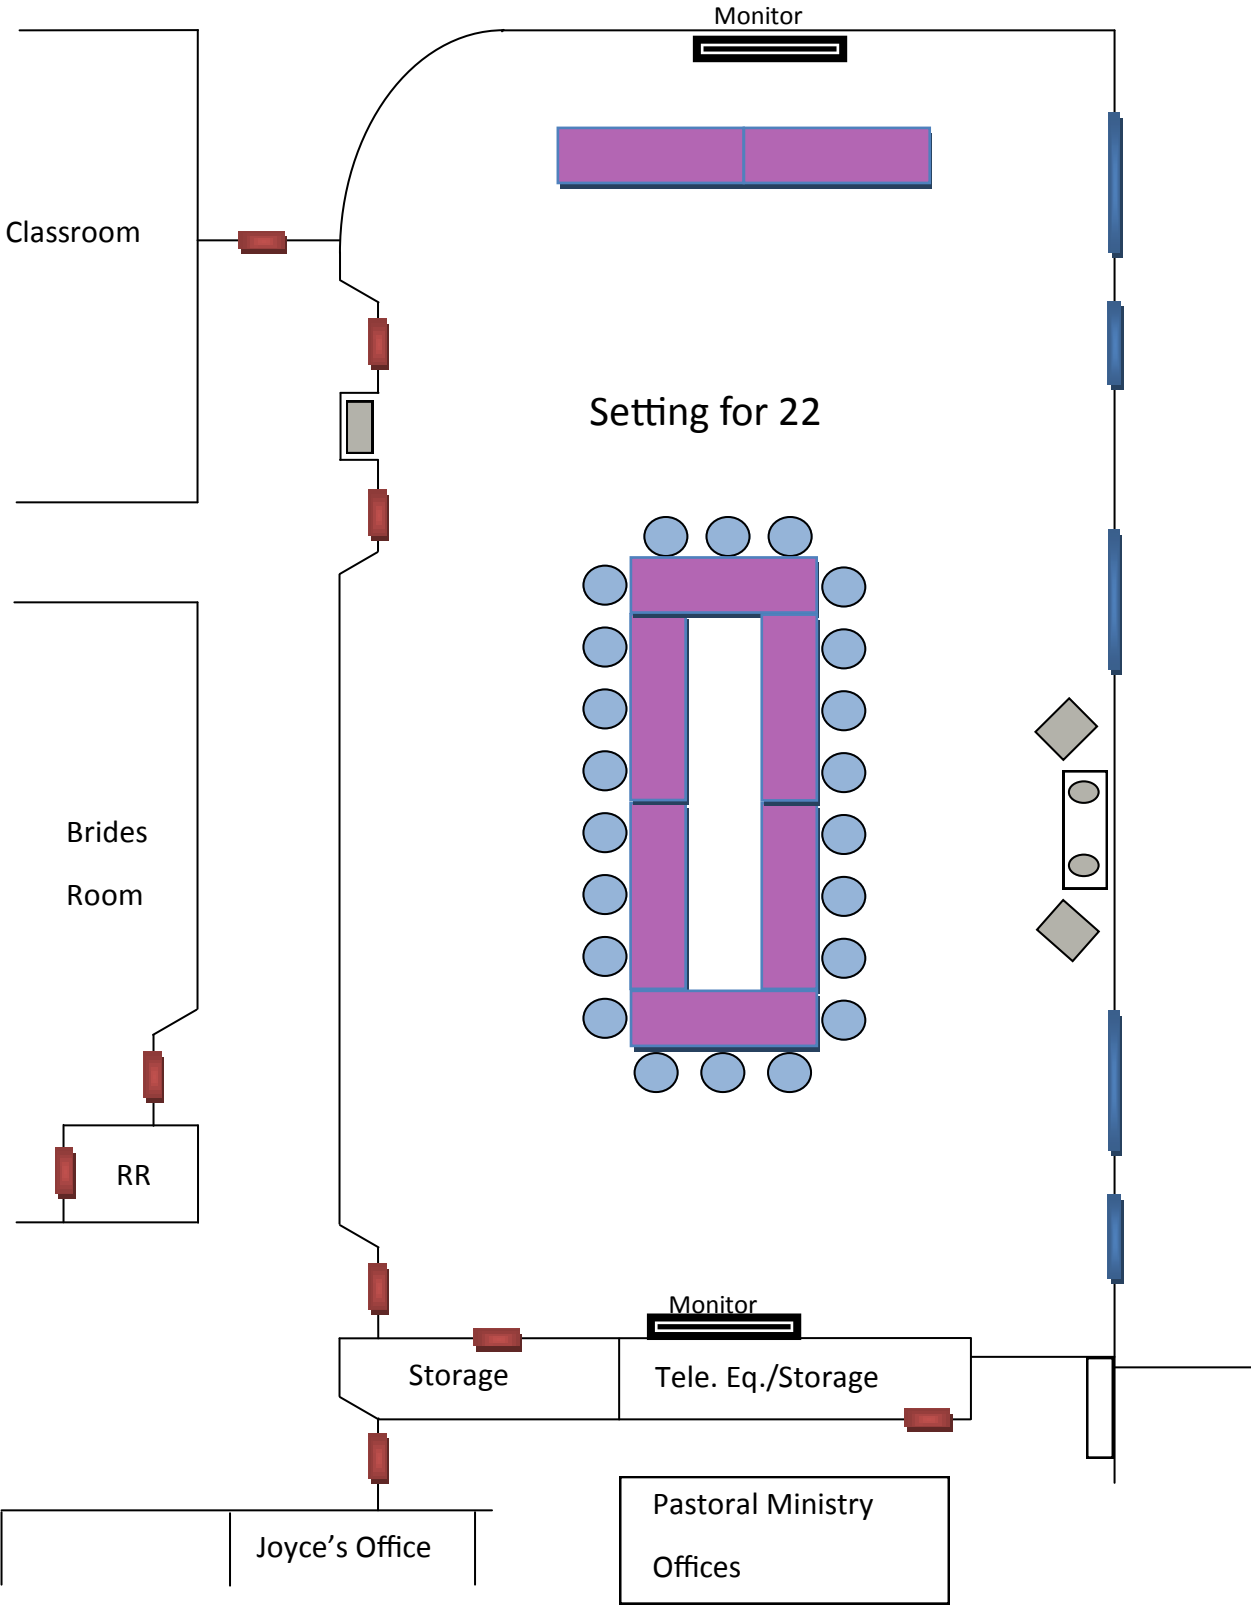 Monitor
Classroom
Setting for 22
Brides
Room
RR
Monitor
Storage
Tele. Eq./Storage
Pastoral Ministry
Offices
Joyce’s Office